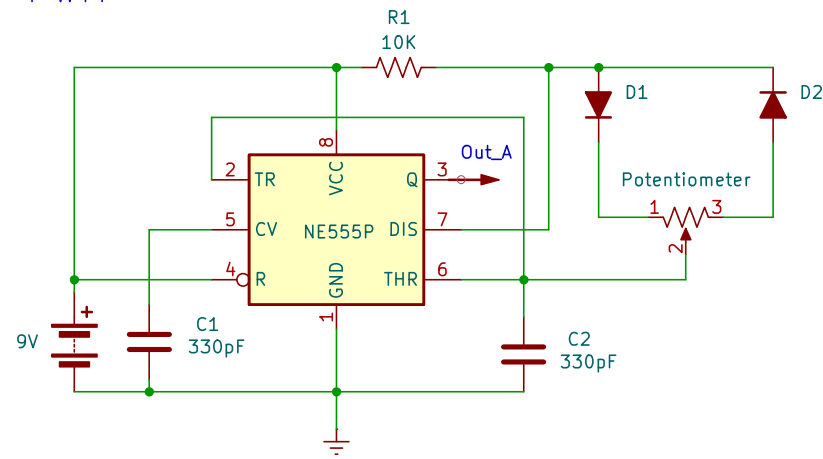 R1
10K
D1
D2
Out_A
Potentiometer
8
VCC
2
TR
Q
3
1
3
2
5
CV
NE555P
DIS
7
4
R
GND
THR
6
1
+
9V
C1
330pF
C2
330pF